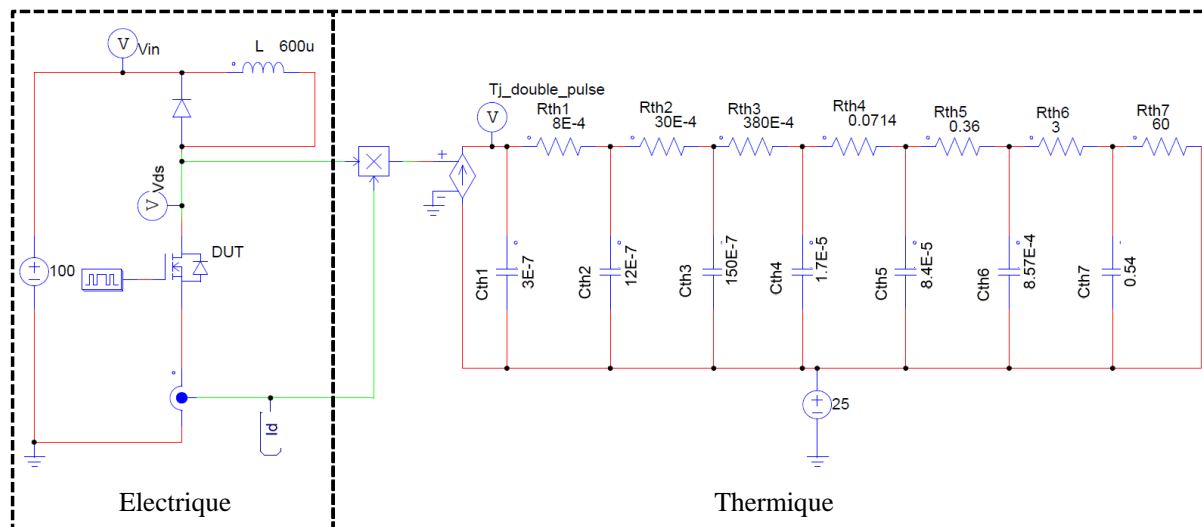 V Vin
L 600u
V Vds
DUT
100
Id
Electrique
Tj_double_pulse
V
Rth1
8E-4
Rth2
30E-4
Rth3
380E-4
Rth4
0.0714
Rth5
0.36
Rth6
3
Rth7
60
Cth1
3E-7
Cth2
12E-7
Cth3
150E-7
Cth4
1.7E-5
Cth5
8.4E-5
Cth6
8.57E-4
Cth7
0.54
25
Thermique